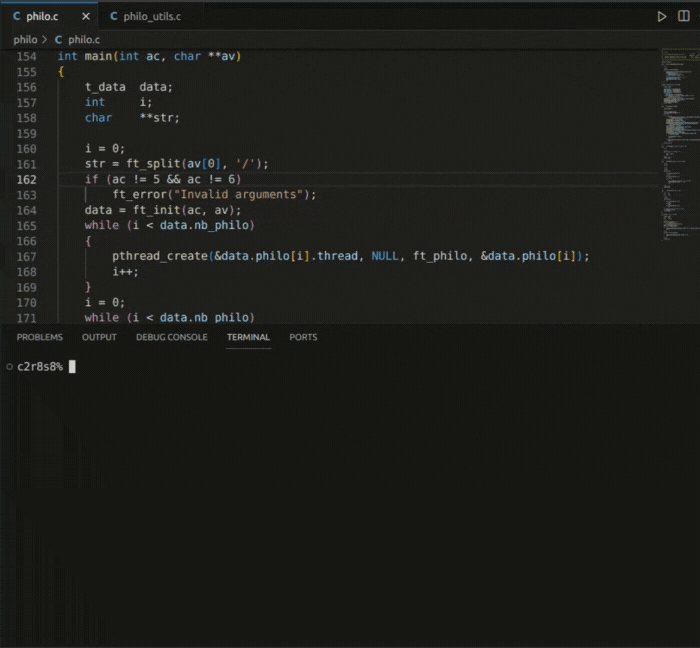 philo.c
philo_utils.c
philo > C philo.c
154 int main(int ac, char **av)
155 {
156 t_data data;
157 int i;
158 char **str;
159
160 i = 0;
161 str = ft_split(av[0], '/');
162 if (ac != 5 && ac != 6)
163 ft_error("Invalid arguments");
164 data = ft_init(ac, av);
165 while (i < data.nb_philo)
166 {
167 pthread_create(&data.philo[i].thread, NULL, ft_philo, &data.philo[i]);
168 i++;
169 }
170 i = 0;
171 while (i < data.nb_philo)
PROBLEMS OUTPUT DEBUG CONSOLE TERMINAL PORTS
c2r8s8%